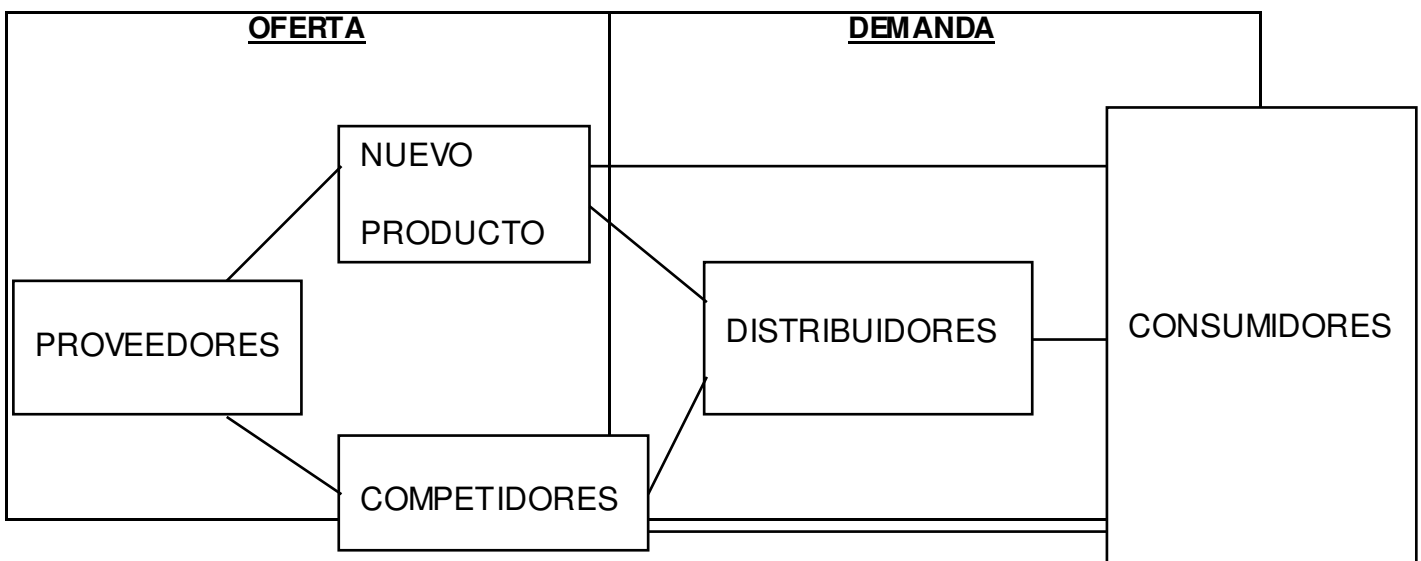 OFERTA
DEMANDA
NUEVO
PRODUCTO
PROVEEDORES
DISTRIBUIDORES
CONSUMIDORES
COMPETIDORES